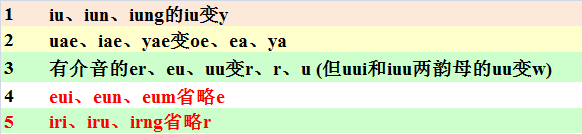 1 iu、iun、iung的iu变y
2 uae、iae、yae变oe、ea、ya
3 有介音的er、eu、uu变r、r、u (但uui和iuu两韵母的uu变w)
4 eui、eun、eum省略e
5 iri、iru、irng省略r